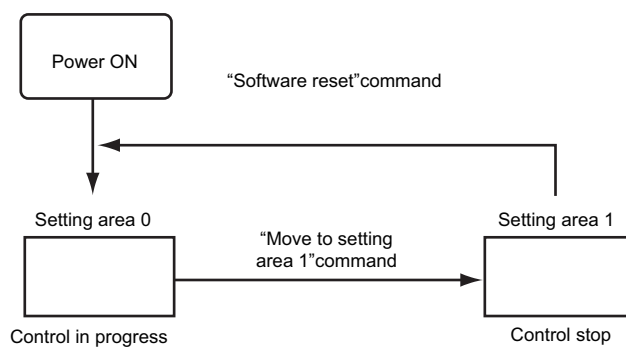 Power ON
“Software reset”command
Setting area 0
Setting area 1
“Move to setting
area 1”command
Control in progress
Control stop